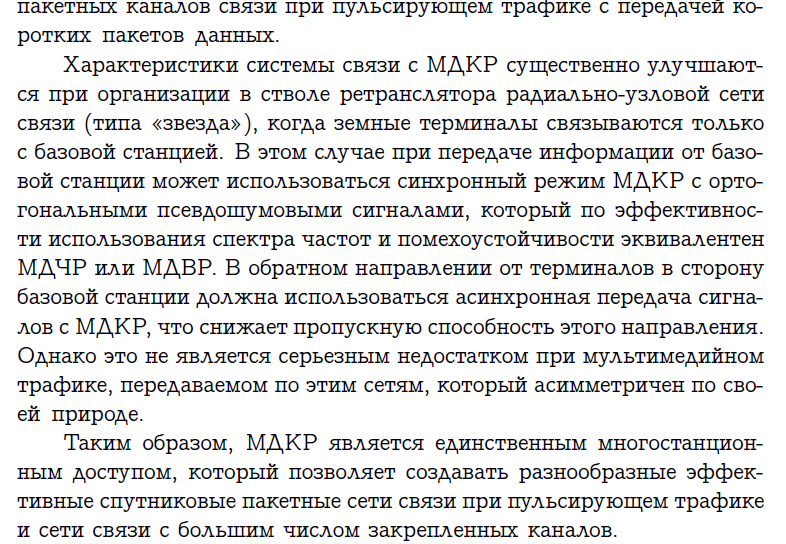 пакетных каналов связи при пульсирующем трафике с передачей ко-
ротких пакетов данных.
Характеристики системы связи с МДКР существенно улучшают-
ся при организации в стволе ретранслятора радиально-узловой сети
связи (типа «звезда»), когда земные терминалы связываются только
с базовой станцией. В этом случае при передаче информации от базо-
вой станции может использоваться синхронный режим МДКР с орто-
гональными псевдошумовыми сигналами, который по эффективнос-
ти использования спектра частот и помехоустойчивости эквивалентен
МДЧР или МДВР. В обратном направлении от терминалов в сторону
базовой станции должна использоваться асинхронная передача сигна-
лов с МДКР, что снижает пропускную способность этого направления.
Однако это не является серьезным недостатком при мультимедийном
трафике, передаваемом по этим сетям, который асимметричен по сво-
ей природе.
Таким образом, МДКР является единственным многостанцион-
ным доступом, который позволяет создавать разнообразные эффек-
тивные спутниковые пакетные сети связи при пульсирующем трафике
и сети связи с большим числом закрепленных каналов.